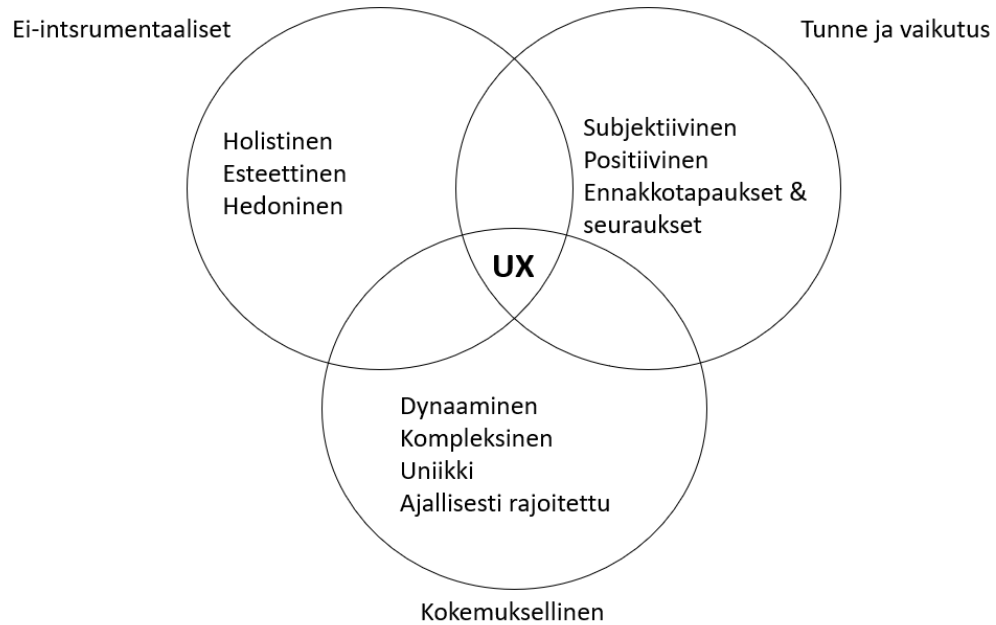 Ei-intsrumentaaliset
Tunne ja vaikutus
Holistinen
Esteettinen
Hedoninen
Subjektiivinen
Positiivinen
Ennakkotapaukset &
seuraukset
UX
Dynaaminen
Kompleksinen
Uniikki
Ajallisesti rajoitettu
Kokemuksellinen